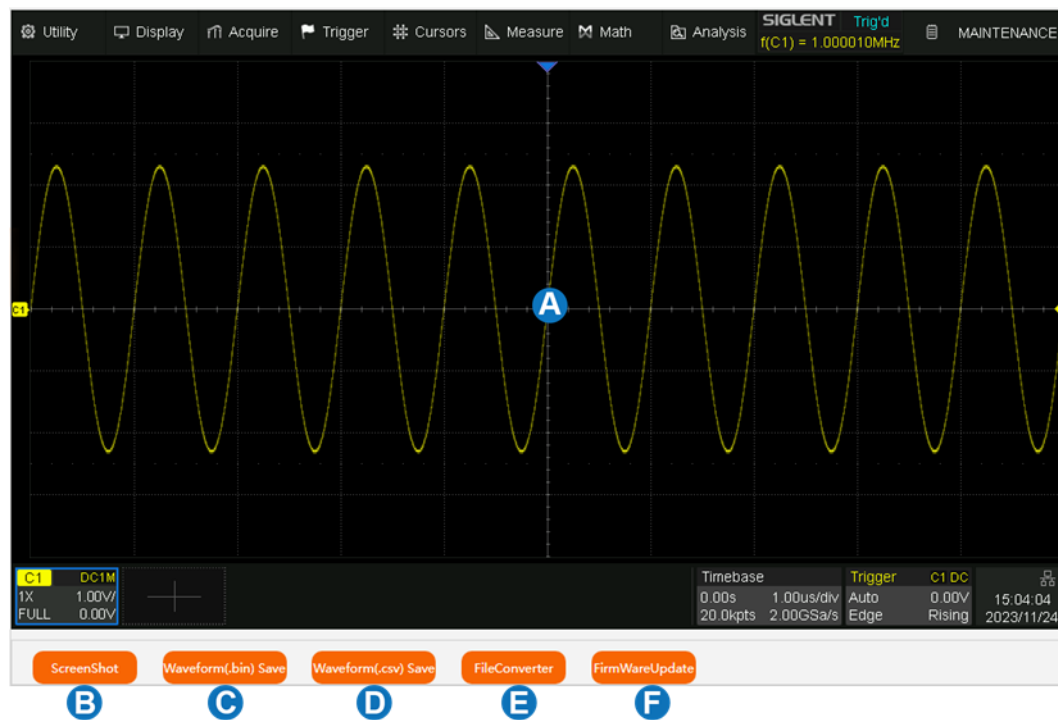 Utility Display Acquire Trigger Cursors Measure Math Analysis SIGLENT Trig'd MAINTENANCE
f(C1) = 1.000010MHz
A
C1
C1 DC1M
1X 1.00V/
FULL 0.00V
Timebase
0.00s 1.00us/div
20.0kpts 2.00GSa/s
Trigger C1 DC
Auto 0.00V
Edge Rising
15:04:04
2023/11/24
ScreenShot Waveform(.bin) Save Waveform(.csv) Save FileConverter FirmWareUpdate
B C D E F